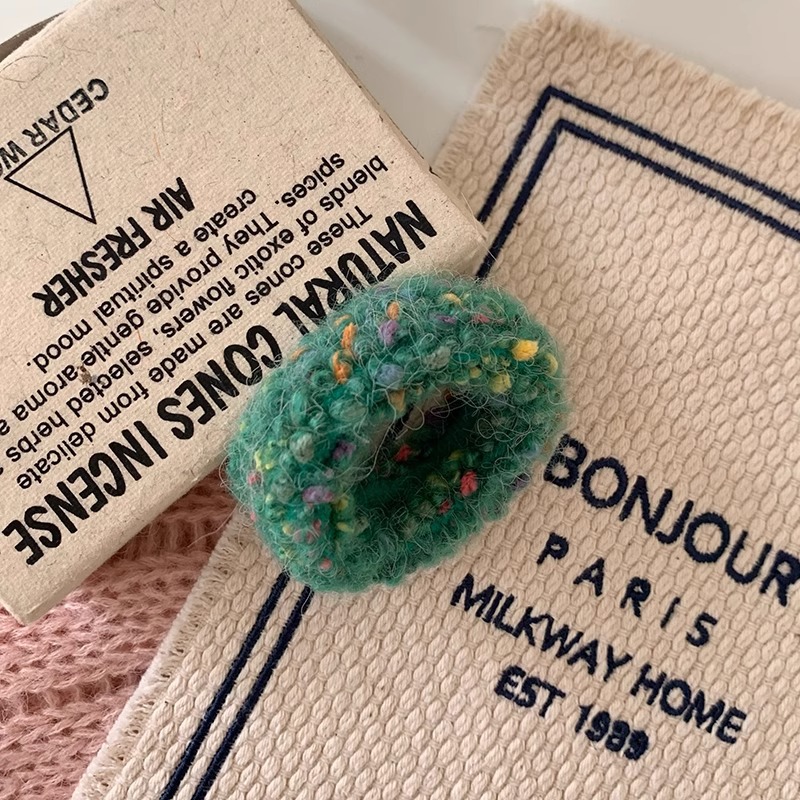 NATURAL CONES INCENSE
These cones are made from delicate
blends of exotic flowers, selected herbs
spices. They provide gentle aroma
create a spiritual mood.
AIR FRESHER
CEDAR
BONJOUR
PARIS
MILKWAY HOME
EST 1989